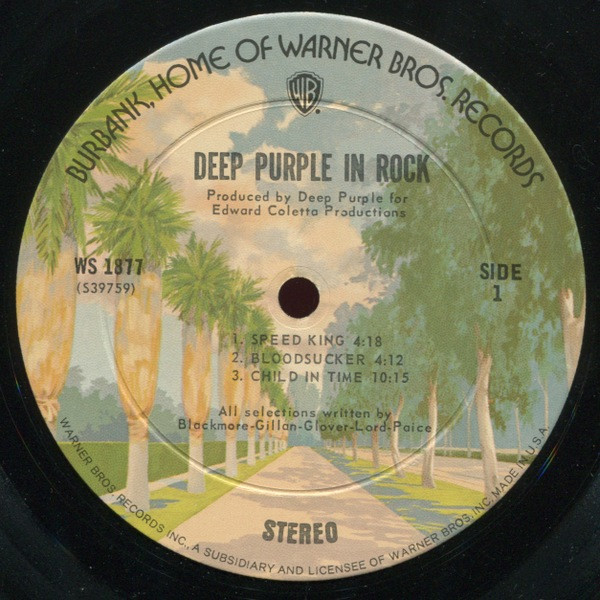 BURBANK, HOME OF WARNER BROS. RECORDS
WB
DEEP PURPLE IN ROCK
Produced by Deep Purple for
Edward Coletta Productions
WS 1877
(S39759)
SIDE
1
1. SPEED KING 4:18
2. BLOODSUCKER 4:12
3. CHILD IN TIME 10:15
All selections written by
Blackmore-Gillan-Glover-Lord-Paice
STEREO
WARNER BROS. RECORDS INC., A SUBSIDIARY AND LICENSEE OF WARNER BROS. INC. MADE IN U.S.A.